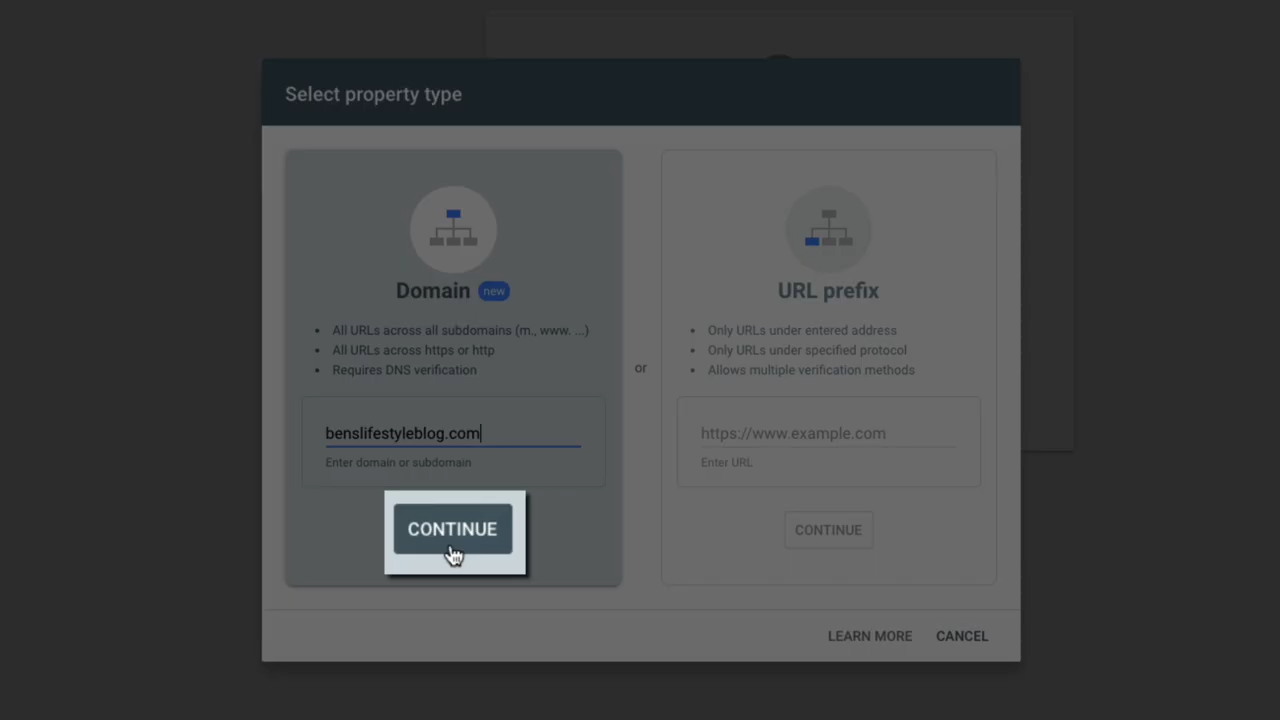 Select property type
Domain new
All URLs across all subdomains (m., www. ...)
All URLs across https or http
Requires DNS verification
benslifestyleblog.com
Enter domain or subdomain
CONTINUE
or
URL prefix
Only URLs under entered address
Only URLs under specified protocol
Allows multiple verification methods
https://www.example.com
Enter URL
CONTINUE
LEARN MORE CANCEL